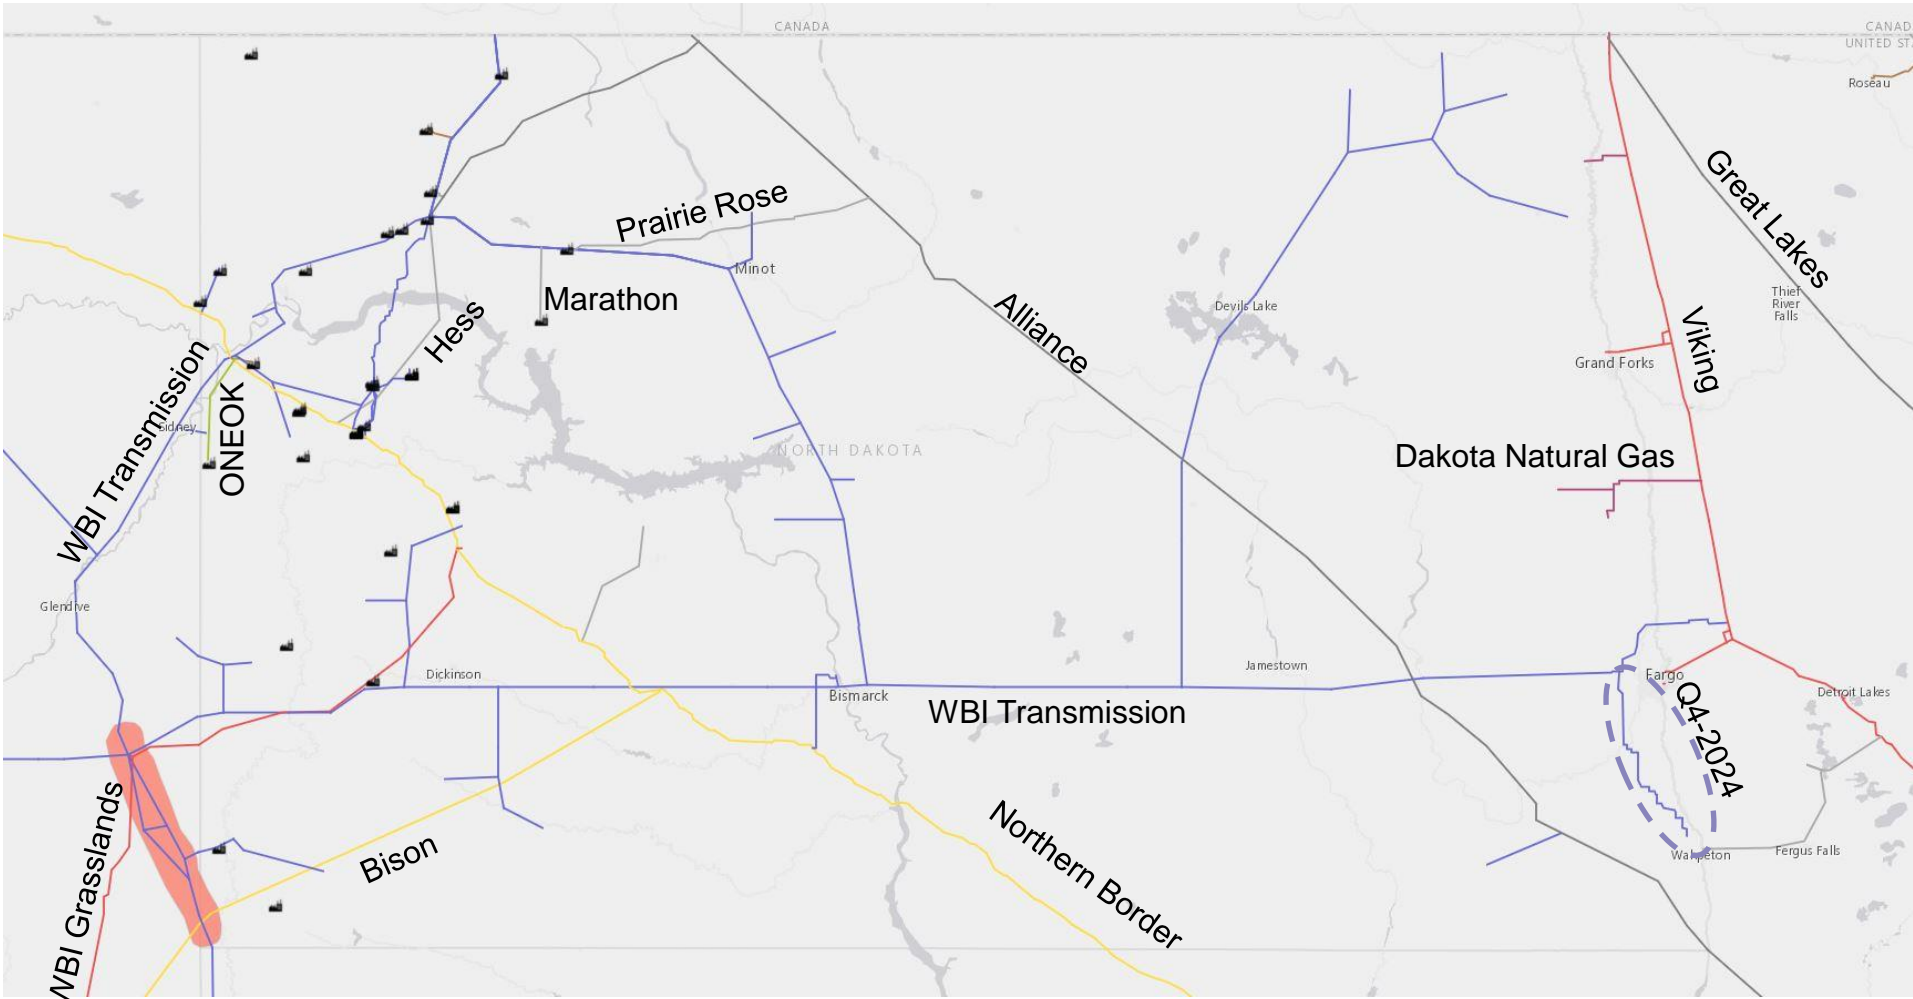 CANADA
CANAD
UNITED ST
Roseau
Prairie Rose
Great Lakes
Minot
Marathon
Hess
Alliance
Devils Lake
Thief
River
Falls
Viking
Grand Forks
WBI Transmission
ONEOK
Sidney
NORTH DAKOTA
Dakota Natural Gas
Glendive
Dickinson
Bismarck
Jamestown
Fargo
Detroit Lakes
WBI Transmission
Q4-2024
WBI Grasslands
Bison
Northern Border
Wahpeton
Fergus Falls